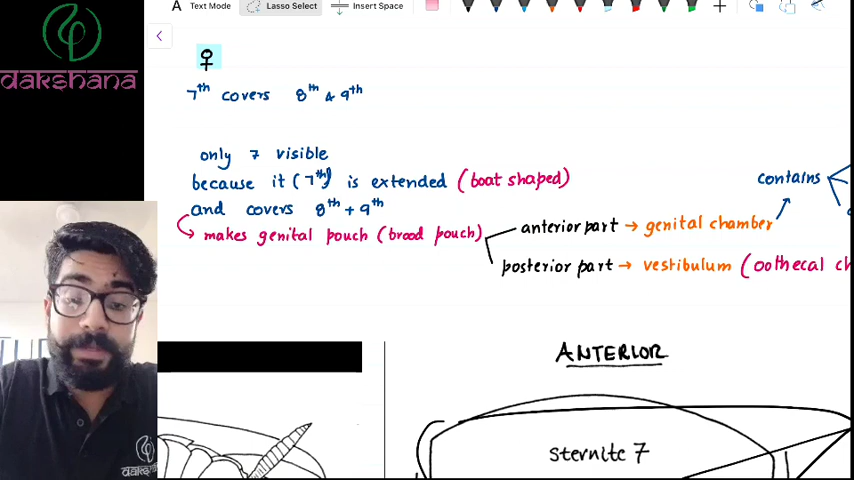 A Text Mode Lasso Select Insert Space
dakshana
♀
7th covers 8th & 9th
only 7 visible
because it (7th) is extended (boat shaped)
and covers 8th + 9th
makes genital pouch (brood pouch)
anterior part → genital chamber
posterior part → vestibulum (oothecal ch
contains
ANTERIOR
sternite 7
dakshana